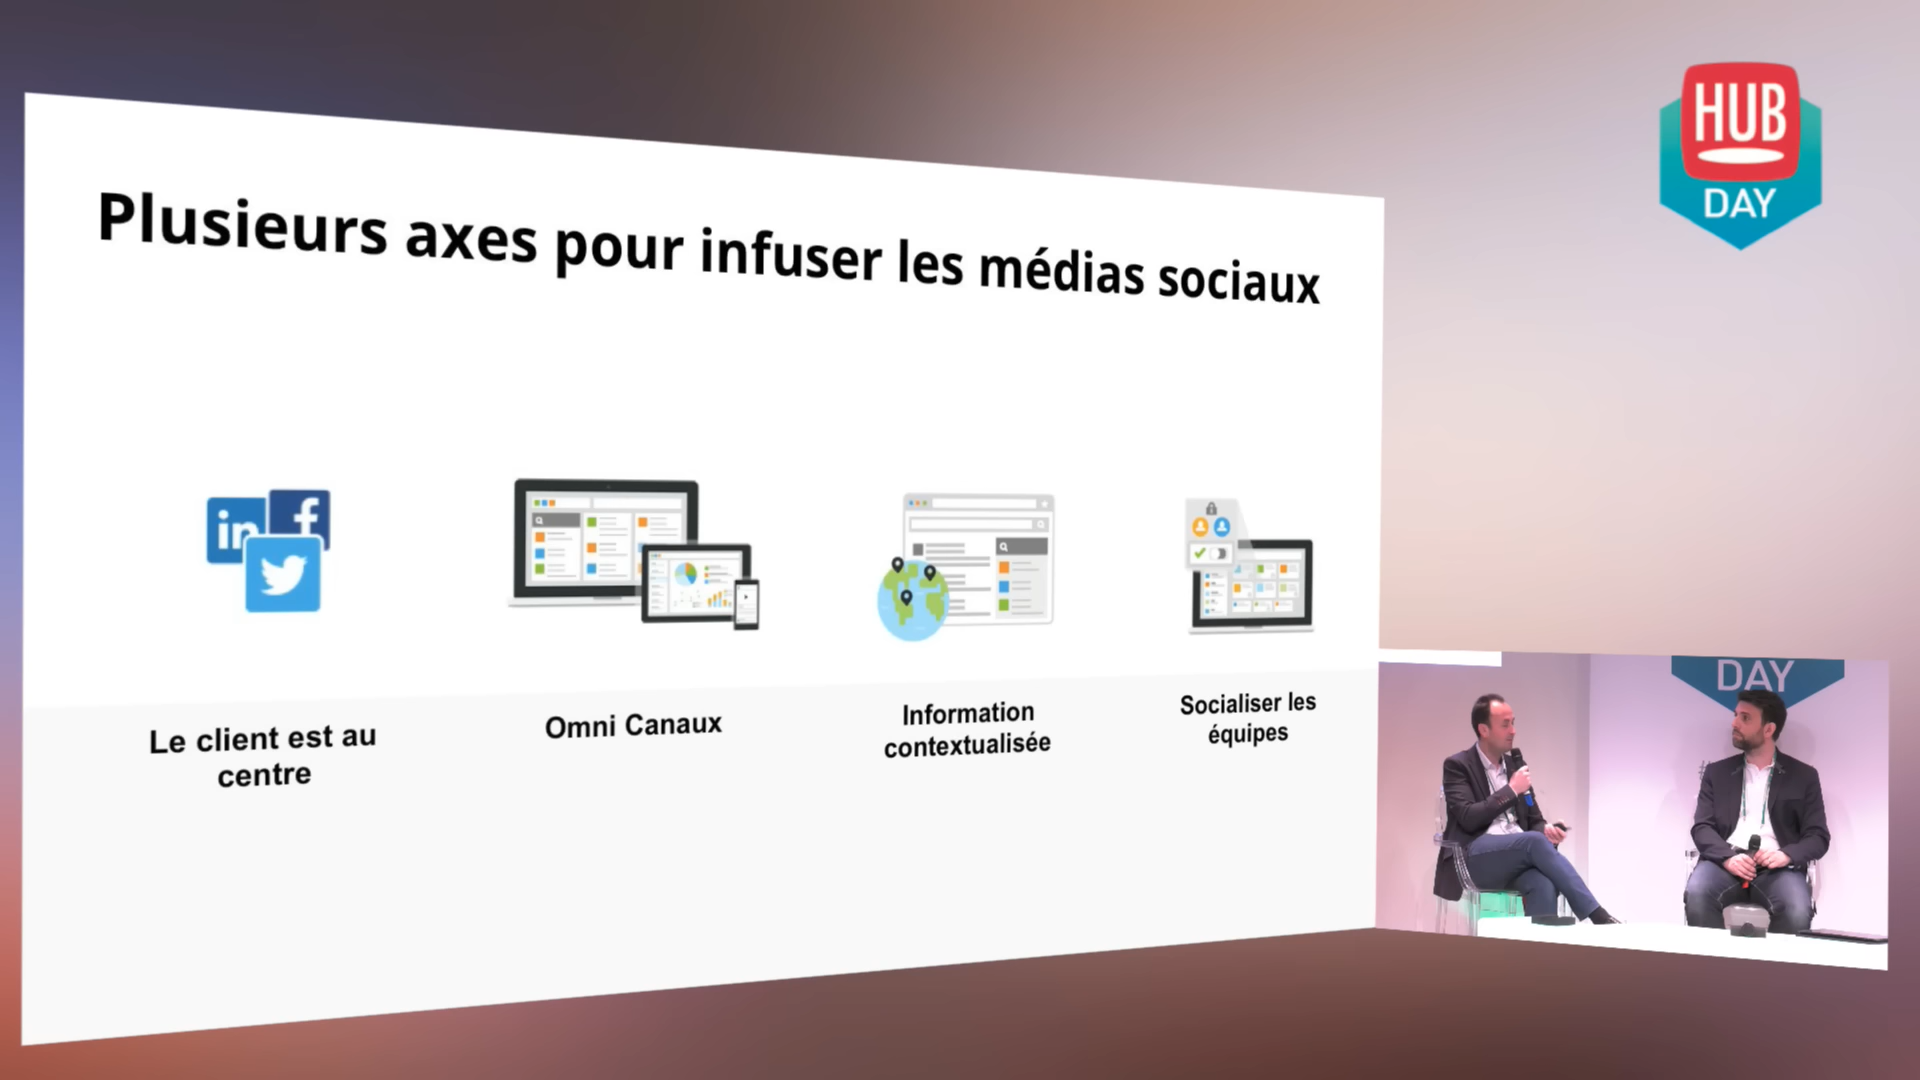 HUB
DAY
Plusieurs axes pour infuser les médias sociaux
in
f
Le client est au
centre
Omni Canaux
Information
contextualisée
Socialiser les
équipes
DAY